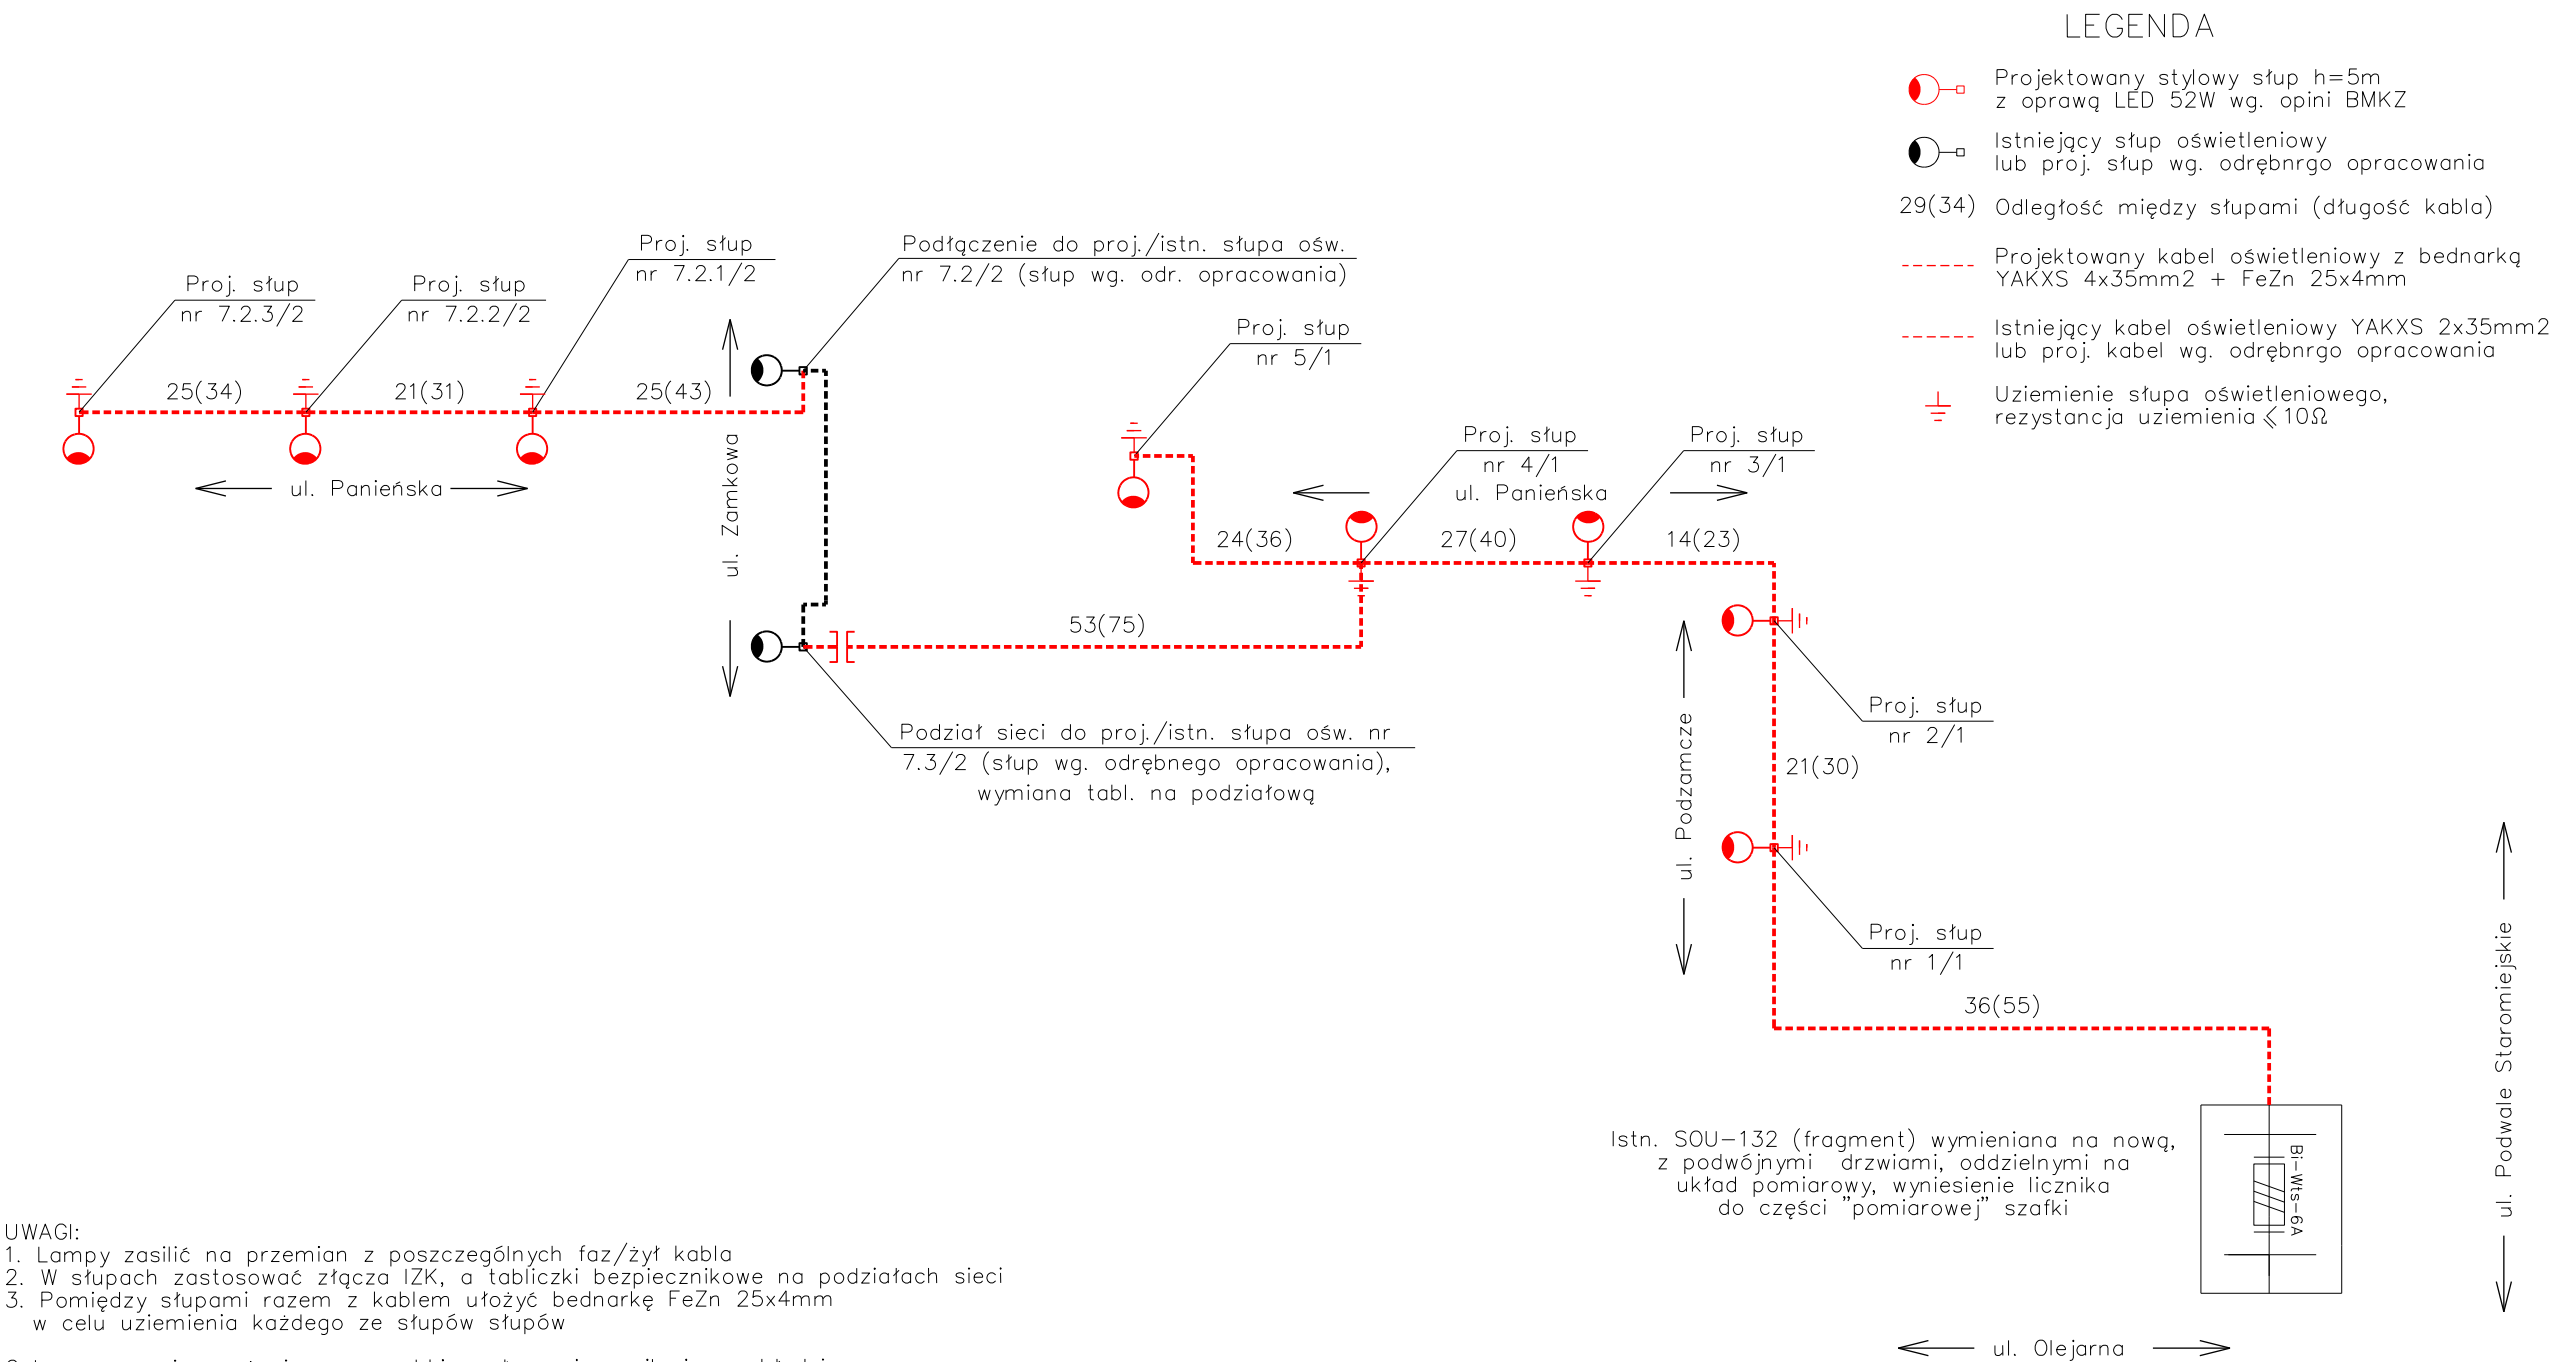 LEGENDA
Projektowany stylowy słup h=5m
z oprawą LED 52W wg. opini BMKZ
Istniejący słup oświetleniowy
lub proj. słup wg. odrębnrgo opracowania
29(34) Odległość między słupami (długość kabla)
Projektowany kabel oświetleniowy z bednarką
YAKXS 4x35mm2 + FeZn 25x4mm
Istniejący kabel oświetleniowy YAKXS 2x35mm2
lub proj. kabel wg. odrębnrgo opracowania
Uziemienie słupa oświetleniowego,
rezystancja uziemienia ⩽10Ω
Proj. słup
nr 7.2.3/2
Proj. słup
nr 7.2.2/2
Proj. słup
nr 7.2.1/2
Podłączenie do proj./istn. słupa ośw.
nr 7.2/2 (słup wg. odr. opracowania)
25(34)
21(31)
25(43)
ul. Panieńska
ul. Zamkowa
Proj. słup
nr 5/1
Proj. słup
nr 4/1
Proj. słup
nr 3/1
ul. Panieńska
24(36)
27(40)
14(23)
53(75)
Podział sieci do proj./istn. słupa ośw. nr
7.3/2 (słup wg. odrębnego opracowania),
wymiana tabl. na podziałową
Proj. słup
nr 2/1
ul. Podzamcze
21(30)
Proj. słup
nr 1/1
36(55)
ul. Podwale Staromiejskie
Istn. SOU-132 (fragment) wymieniana na nową,
z podwójnymi drzwiami, oddzielnymi na
układ pomiarowy, wyniesienie licznika
do części "pomiarowej" szafki
Bi-Wts-6A
ul. Olejarna
UWAGI:
1. Lampy zasilić na przemian z poszczególnych faz/żył kabla
2. W słupach zastosować złącza IZK, a tabliczki bezpiecznikowe na podziałach sieci
3. Pomiędzy słupami razem z kablem ułożyć bednarkę FeZn 25x4mm
w celu uziemienia każdego ze słupów słupów